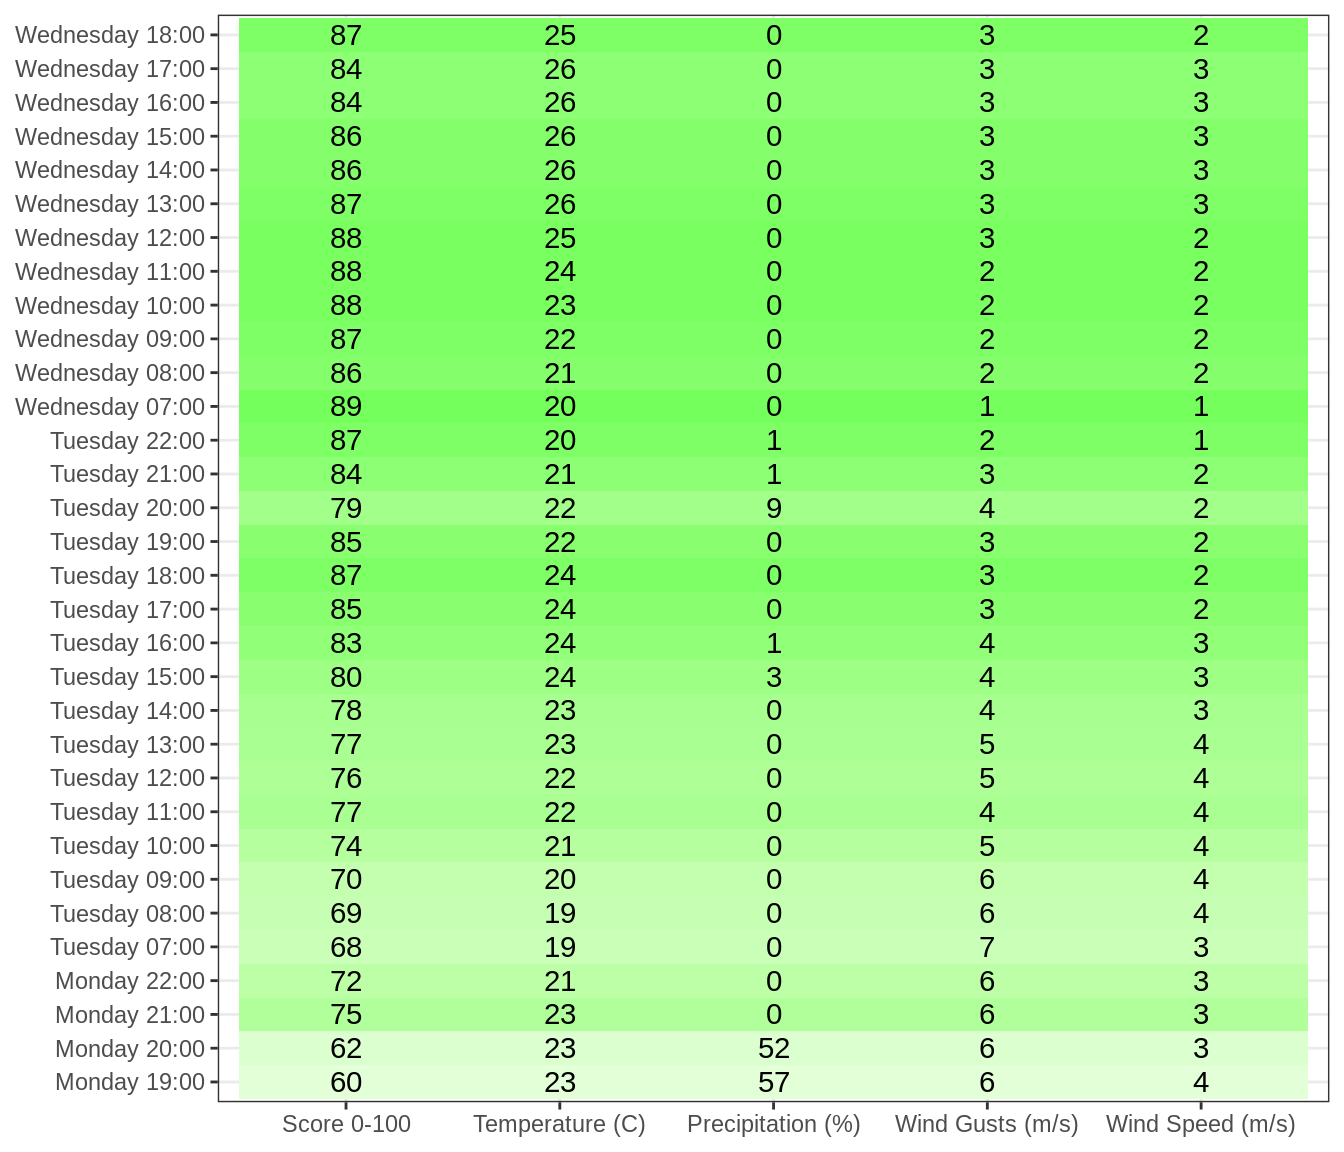 Wednesday 18:00 87 25 0 3 2
Wednesday 17:00 84 26 0 3 3
Wednesday 16:00 84 26 0 3 3
Wednesday 15:00 86 26 0 3 3
Wednesday 14:00 86 26 0 3 3
Wednesday 13:00 87 26 0 3 3
Wednesday 12:00 88 25 0 3 2
Wednesday 11:00 88 24 0 2 2
Wednesday 10:00 88 23 0 2 2
Wednesday 09:00 87 22 0 2 2
Wednesday 08:00 86 21 0 2 2
Wednesday 07:00 89 20 0 1 1
Tuesday 22:00 87 20 1 2 1
Tuesday 21:00 84 21 1 3 2
Tuesday 20:00 79 22 9 4 2
Tuesday 19:00 85 22 0 3 2
Tuesday 18:00 87 24 0 3 2
Tuesday 17:00 85 24 0 3 2
Tuesday 16:00 83 24 1 4 3
Tuesday 15:00 80 24 3 4 3
Tuesday 14:00 78 23 0 4 3
Tuesday 13:00 77 23 0 5 4
Tuesday 12:00 76 22 0 5 4
Tuesday 11:00 77 22 0 4 4
Tuesday 10:00 74 21 0 5 4
Tuesday 09:00 70 20 0 6 4
Tuesday 08:00 69 19 0 6 4
Tuesday 07:00 68 19 0 7 3
Monday 22:00 72 21 0 6 3
Monday 21:00 75 23 0 6 3
Monday 20:00 62 23 52 6 3
Monday 19:00 60 23 57 6 4
Score 0-100 Temperature (C) Precipitation (%) Wind Gusts (m/s) Wind Speed (m/s)